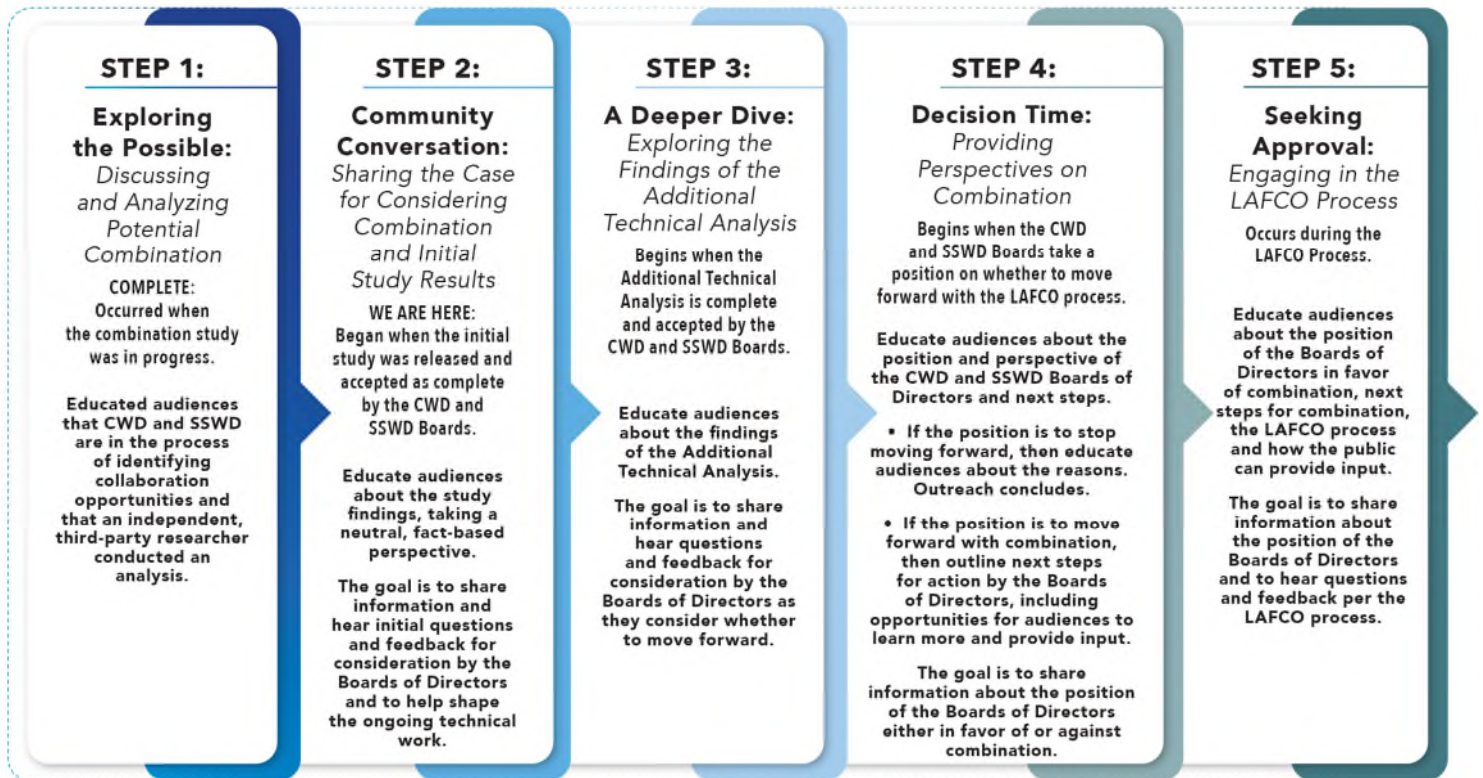 STEP 1:
Exploring
the Possible:
Discussing
and Analyzing
Potential
Combination
COMPLETE:
Occurred when
the combination study
was in progress.
Educated audiences
that CWD and SSWD
are in the process
of identifying
collaboration
opportunities and
that an independent,
third-party researcher
conducted an
analysis.
STEP 2:
Community
Conversation:
Sharing the Case
for Considering
Combination
and Initial
Study Results
WE ARE HERE:
Began when the initial
study was released and
accepted as complete
by the CWD and
SSWD Boards.
Educate audiences
about the study
findings, taking a
neutral, fact-based
perspective.
The goal is to share
information and
hear initial questions
and feedback for
consideration by the
Boards of Directors
and to help shape
the ongoing technical
work.
STEP 3:
A Deeper Dive:
Exploring the
Findings of the
Additional
Technical Analysis
Begins when the
Additional Technical
Analysis is complete
and accepted by the
CWD and SSWD Boards.
Educate audiences
about the findings
of the Additional
Technical Analysis.
The goal is to share
information and
hear questions
and feedback for
consideration by the
Boards of Directors as
they consider whether
to move forward.
STEP 4:
Decision Time:
Providing
Perspectives on
Combination
Begins when the CWD
and SSWD Boards take a
position on whether to move
forward with the LAFCO process.
Educate audiences about the
position and perspective of
the CWD and SSWD Boards of
Directors and next steps.
• If the position is to stop
moving forward, then educate
audiences about the reasons.
Outreach concludes.
• If the position is to move
forward with combination,
then outline next steps
for action by the Boards
of Directors, including
opportunities for audiences to
learn more and provide input.
The goal is to share
information about the position
of the Boards of Directors
either in favor of or against
combination.
STEP 5:
Seeking
Approval:
Engaging in the
LAFCO Process
Occurs during the
LAFCO Process.
Educate audiences
about the position
of the Boards of
Directors in favor
of combination, next
steps for combination,
the LAFCO process
and how the public
can provide input.
The goal is to share
information about
the position of the
Boards of Directors
and to hear questions
and feedback per the
LAFCO process.